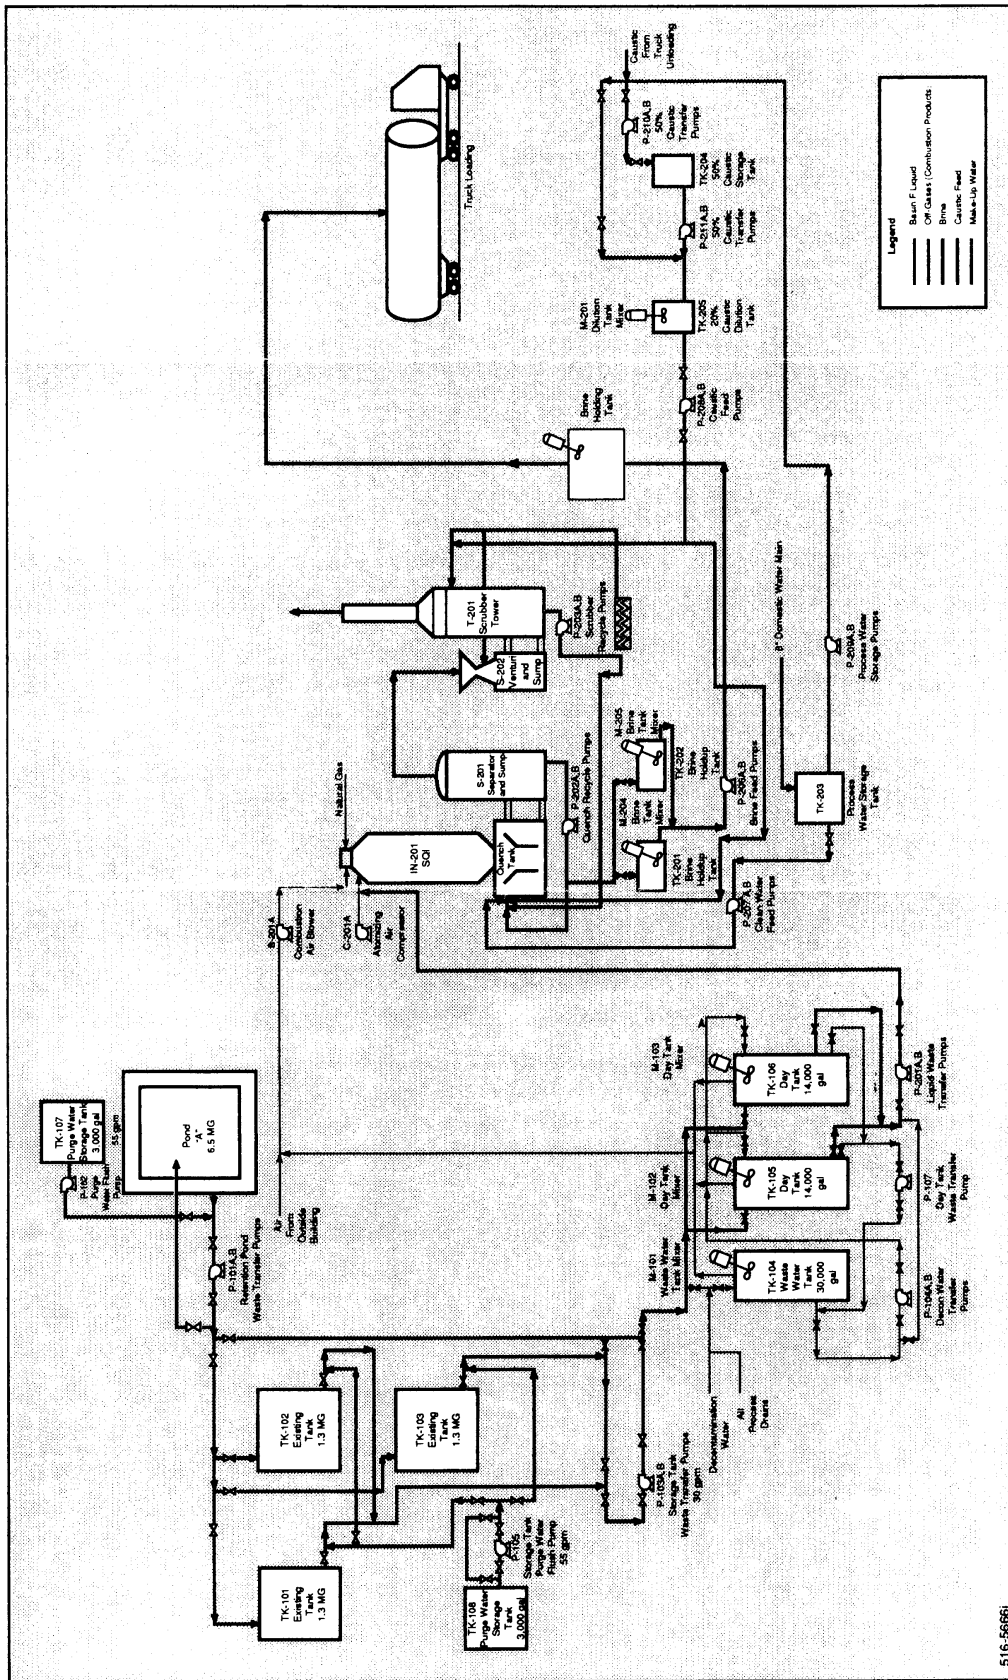 TK-107
Purge Water
Storage Tank
3,000 gal
55 gpm
Purge
Water Flush
Pump
Pond
"A"
6.5 MG
P-101A,B
Retention Pond
Waste Transfer Pumps
Air
From
Outside
Building
TK-101
Existing
Tank
1.3 MG
TK-102
Existing
Tank
1.3 MG
TK-103
Existing
Tank
1.3 MG
TK-108
Purge Water
Storage
Tank
3,000 gal
P-105
Storage Tank
Purge Water
Flush Pump
55 gpm
P-103A,B
Storage Tank
Waste Transfer Pumps
30 gpm
Decontamination
Water
All
Process
Drains
M-101
Waste Water
Tank Mixer
TK-104
Waste
Water
Tank
30,000
gal
M-102
Day Tank
Mixer
TK-105
Day
Tank
14,000
gal
M-103
Day Tank
Mixer
TK-106
Day
Tank
14,000
gal
P-104A,B
Decon Water
Transfer
Pumps
P-107
Day Tank
Waste Transfer
Pump
P-201A,B
Liquid Waste
Transfer Pumps
B-201A
Combustion
Air Blower
C-201A
Atomizing
Air
Compressor
Natural Gas
IN-201
SQI
Quench
Tank
S-201
Separator
and Sump
P-202A,B
Quench Recycle Pumps
S-202
Venturi
and
Sump
T-201
Scrubber
Tower
P-203A,B
Scrubber
Recycle Pumps
TK-201
Brine
Holdup
Tank
M-204
Brine
Tank
Mixer
M-205
Brine
Tank
Mixer
TK-202
Brine
Holdup
Tank
P-206A,B
Brine Feed Pumps
P-207A,B
Clean Water
Feed Pumps
TK-203
Process
Water Storage
Tank
8" Domestic Water Main
P-209A,B
Process Water
Storage Pumps
Brine
Holding
Tank
Truck Loading
P-208A,B
Caustic
Feed
Pumps
M-201
Dilution
Tank
Mixer
TK-205
20%
Caustic
Dilution
Tank
P-211A,B
50%
Caustic
Transfer
Pumps
TK-204
50%
Caustic
Storage
Tank
P-210A,B
50%
Caustic
Transfer
Pumps
Caustic
From
Truck
Unloading
Legend
Basin F Liquid
Off-Gases (Combustion Products
Brine
Caustic Feed
Make-Up Water